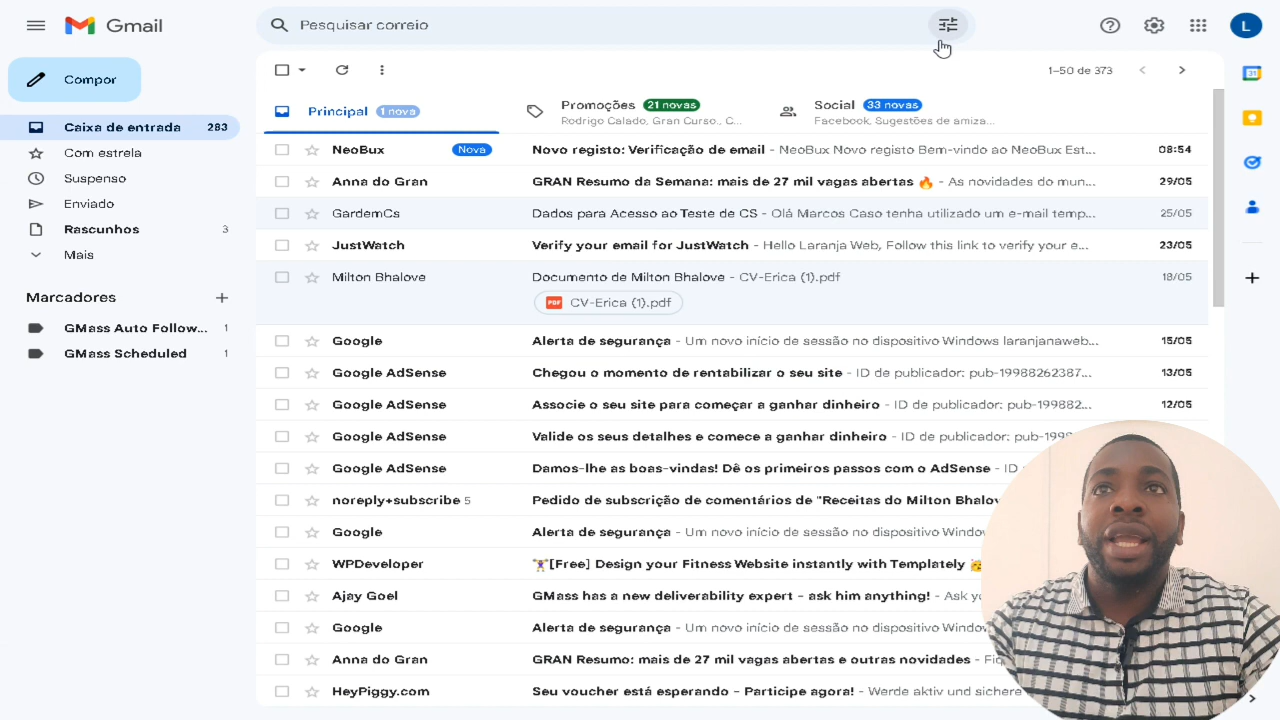 Gmail
Pesquisar correio
L
Compor
1–50 de 373
31
Principal 1 nova
Promoções 21 novas
Rodrigo Calado, Gran Curso., C...
Social 33 novas
Facebook, Sugestões de amiza...
Caixa de entrada 283
Com estrela
Suspenso
Enviado
Rascunhos 3
Mais
Marcadores
GMass Auto Follow... 1
GMass Scheduled 1
NeoBux Nova Novo registo: Verificação de email - NeoBux Novo registo Bem-vindo ao NeoBux Est... 08:54
Anna do Gran GRAN Resumo da Semana: mais de 27 mil vagas abertas 🔥 - As novidades do mun... 29/05
GardemCs Dados para Acesso ao Teste de CS - Olá Marcos Caso tenha utilizado um e-mail temp... 25/05
JustWatch Verify your email for JustWatch - Hello Laranja Web, Follow this link to verify your e... 23/05
Milton Bhalove Documento de Milton Bhalove - CV-Erica (1).pdf 18/05
PDF CV-Erica (1).pdf
Google Alerta de segurança - Um novo início de sessão no dispositivo Windows laranjanaweb... 15/05
Google AdSense Chegou o momento de rentabilizar o seu site - ID de publicador: pub-19988262387... 13/05
Google AdSense Associe o seu site para começar a ganhar dinheiro - ID de publicador: pub-199882... 12/05
Google AdSense Valide os seus detalhes e comece a ganhar dinheiro - ID de publicador: pub-199
Google AdSense Damos-lhe as boas-vindas! Dê os primeiros passos com o AdSense - ID
noreply+subscribe 5 Pedido de subscrição de comentários de "Receitas do Milton Bhalov
Google Alerta de segurança - Um novo início de sessão no dispositivo Window
WPDeveloper 🏋️[Free] Design your Fitness Website instantly with Templately 🥳
Ajay Goel GMass has a new deliverability expert - ask him anything! - Ask y
Google Alerta de segurança - Um novo início de sessão no dispositivo Windo
Anna do Gran GRAN Resumo: mais de 27 mil vagas abertas e outras novidades - Fi
HeyPiggy.com Seu voucher está esperando - Participe agora! - Werde aktiv und sichere